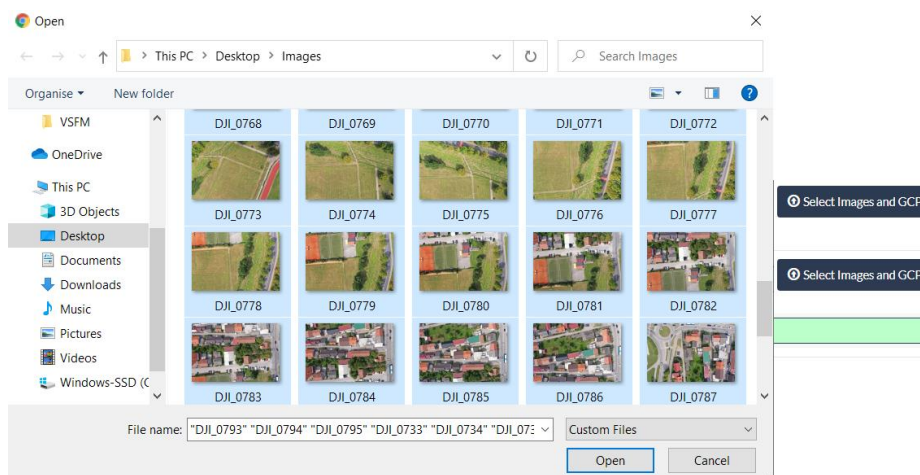 Open
This PC > Desktop > Images
Search Images
Organise
New folder
VSFM
OneDrive
This PC
3D Objects
Desktop
Documents
Downloads
Music
Pictures
Videos
Windows-SSD (C
DJI_0768 DJI_0769 DJI_0770 DJI_0771 DJI_0772
DJI_0773 DJI_0774 DJI_0775 DJI_0776 DJI_0777
DJI_0778 DJI_0779 DJI_0780 DJI_0781 DJI_0782
DJI_0783 DJI_0784 DJI_0785 DJI_0786 DJI_0787
File name: "DJI_0793" "DJI_0794" "DJI_0795" "DJI_0733" "DJI_0734" "DJI_073
Custom Files
Open
Cancel
Select Images and GCP
Select Images and GCP